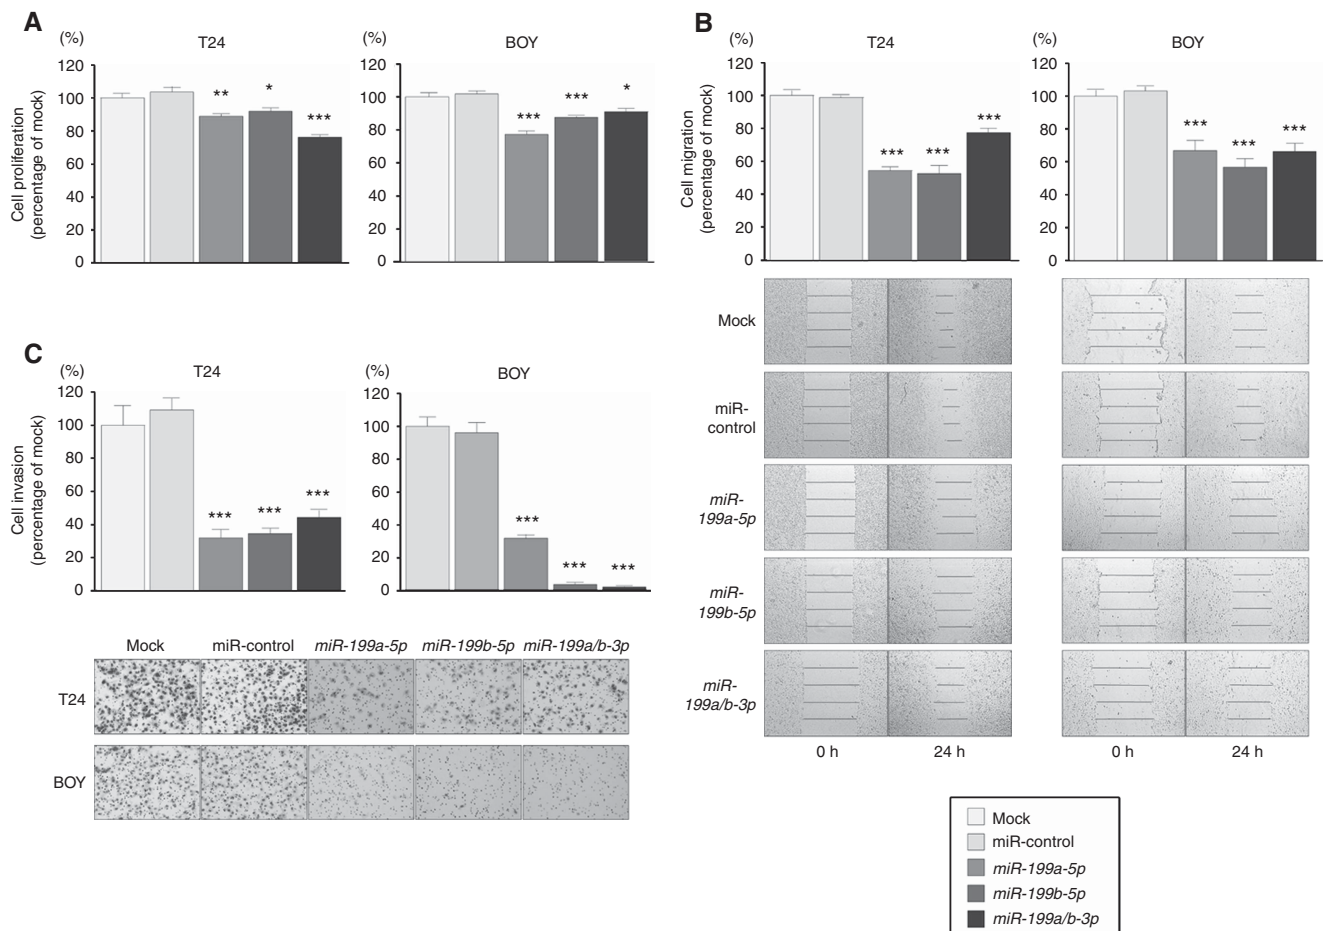 A
(%)
T24
(%)
BOY
Cell proliferation
(percentage of mock)
120
100
80
60
40
20
0
**
*
***
120
100
80
60
40
20
0
***
***
*
B
(%)
T24
(%)
BOY
Cell migration
(percentage of mock)
120
100
80
60
40
20
0
***
***
***
120
100
80
60
40
20
0
***
***
***
Mock
miR-
control
miR-
199a-5p
miR-
199b-5p
miR-
199a/b-3p
0 h
24 h
0 h
24 h
C
(%)
T24
(%)
BOY
Cell invasion
(percentage of mock)
120
100
80
60
40
20
0
***
***
***
120
100
80
60
40
20
0
***
***
***
Mock
miR-control
miR-199a-5p
miR-199b-5p
miR-199a/b-3p
T24
BOY
Mock
miR-control
miR-199a-5p
miR-199b-5p
miR-199a/b-3p